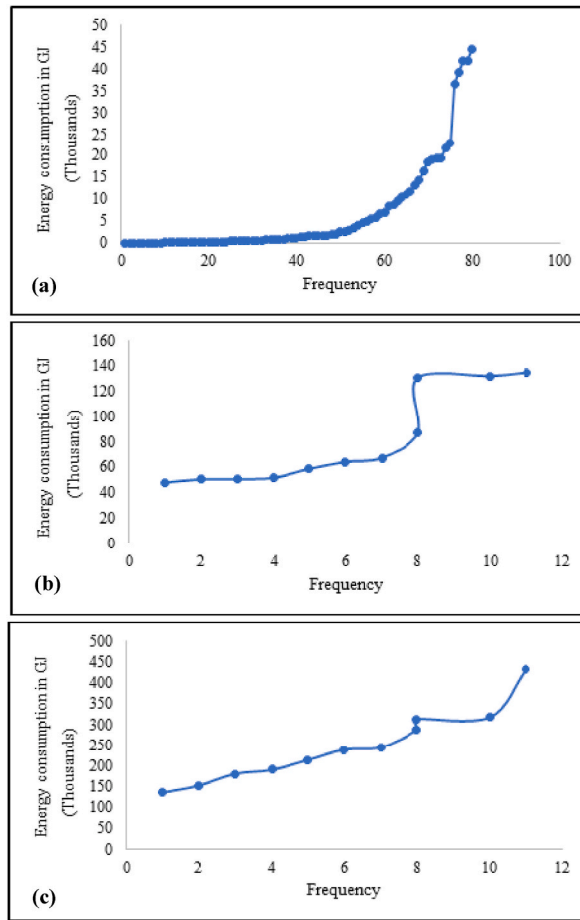 50
45
40
35
30
25
20
15
10
5
0
Energy consumprtion in GJ
(Thousands)
0 20 40 60 80 100
Frequency
(a)
160
140
120
100
80
60
40
20
0
Energy consumption in GJ
(Thousands)
0 2 4 6 8 10 12
Frequency
(b)
500
450
400
350
300
250
200
150
100
50
0
Energy consumption in GJ
(Thousands)
0 2 4 6 8 10 12
Frequency
(c)